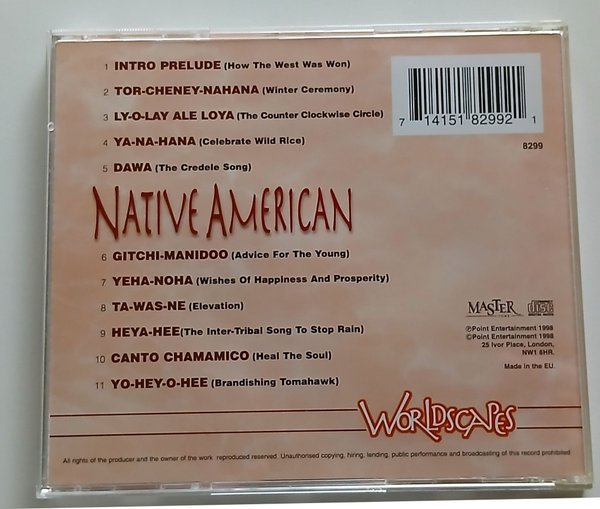 1 INTRO PRELUDE (How The West Was Won)
2 TOR-CHENEY-NAHANA (Winter Ceremony)
3 LY-O-LAY ALE LOYA (The Counter Clockwise Circle)
4 YA-NA-HANA (Celebrate Wild Rice)
5 DAWA (The Credele Song)
NATIVE AMERICAN
6 GITCHI-MANIDOO (Advice For The Young)
7 YEHA-NOHA (Wishes Of Happiness And Prosperity)
8 TA-WAS-NE (Elevation)
9 HEYA-HEE(The Inter-Tribal Song To Stop Rain)
10 CANTO CHAMAMICO (Heal The Soul)
11 YO-HEY-O-HEE (Brandishing Tomahawk)
7 14151 82992 1
8299
MASTER
disc
℗Point Entertainment 1998
©Point Entertainment 1998
25 Ivor Place, London,
NW1 6HR.
Made in the EU.
WORLDSCAPES
All rights of the producer and the owner of the work reproduced reserved. Unauthorised copying, hiring, lending, public performance and broadcasting of this record prohibited